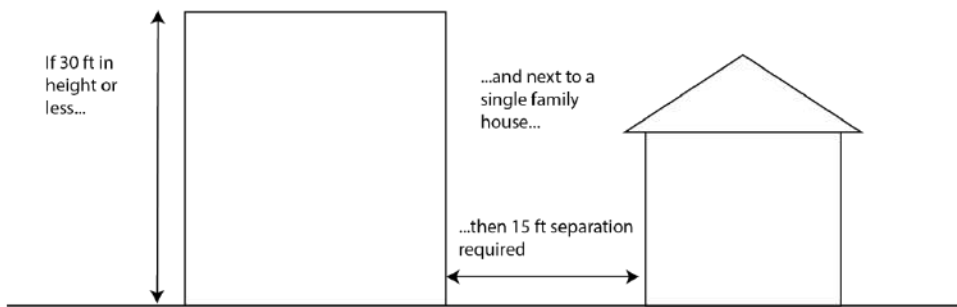 If 30 ft in
height or
less...
...and next to a
single family
house...
...then 15 ft separation
required